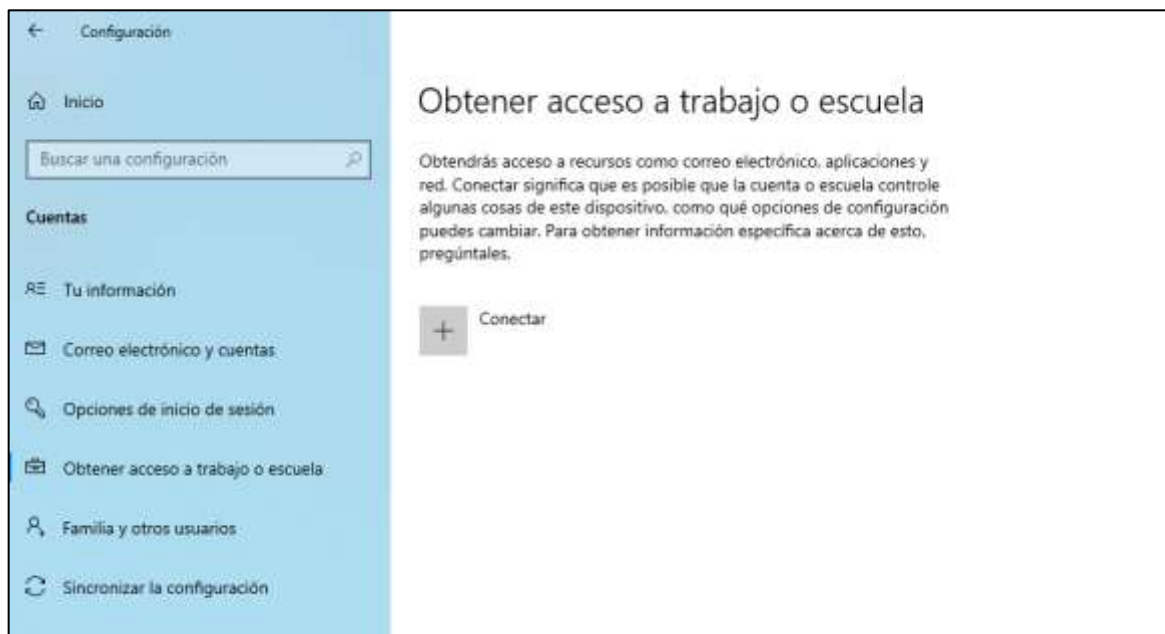 Configuración
Inicio
Buscar una configuración
Cuentas
Tu información
Correo electrónico y cuentas
Opciones de inicio de sesión
Obtener acceso a trabajo o escuela
Familia y otros usuarios
Sincronizar la configuración
Obtener acceso a trabajo o escuela
Obtendrás acceso a recursos como correo electrónico, aplicaciones y
red. Conectar significa que es posible que la cuenta o escuela controle
algunas cosas de este dispositivo, como qué opciones de configuración
puedes cambiar. Para obtener información específica acerca de esto,
pregúntales.
Conectar